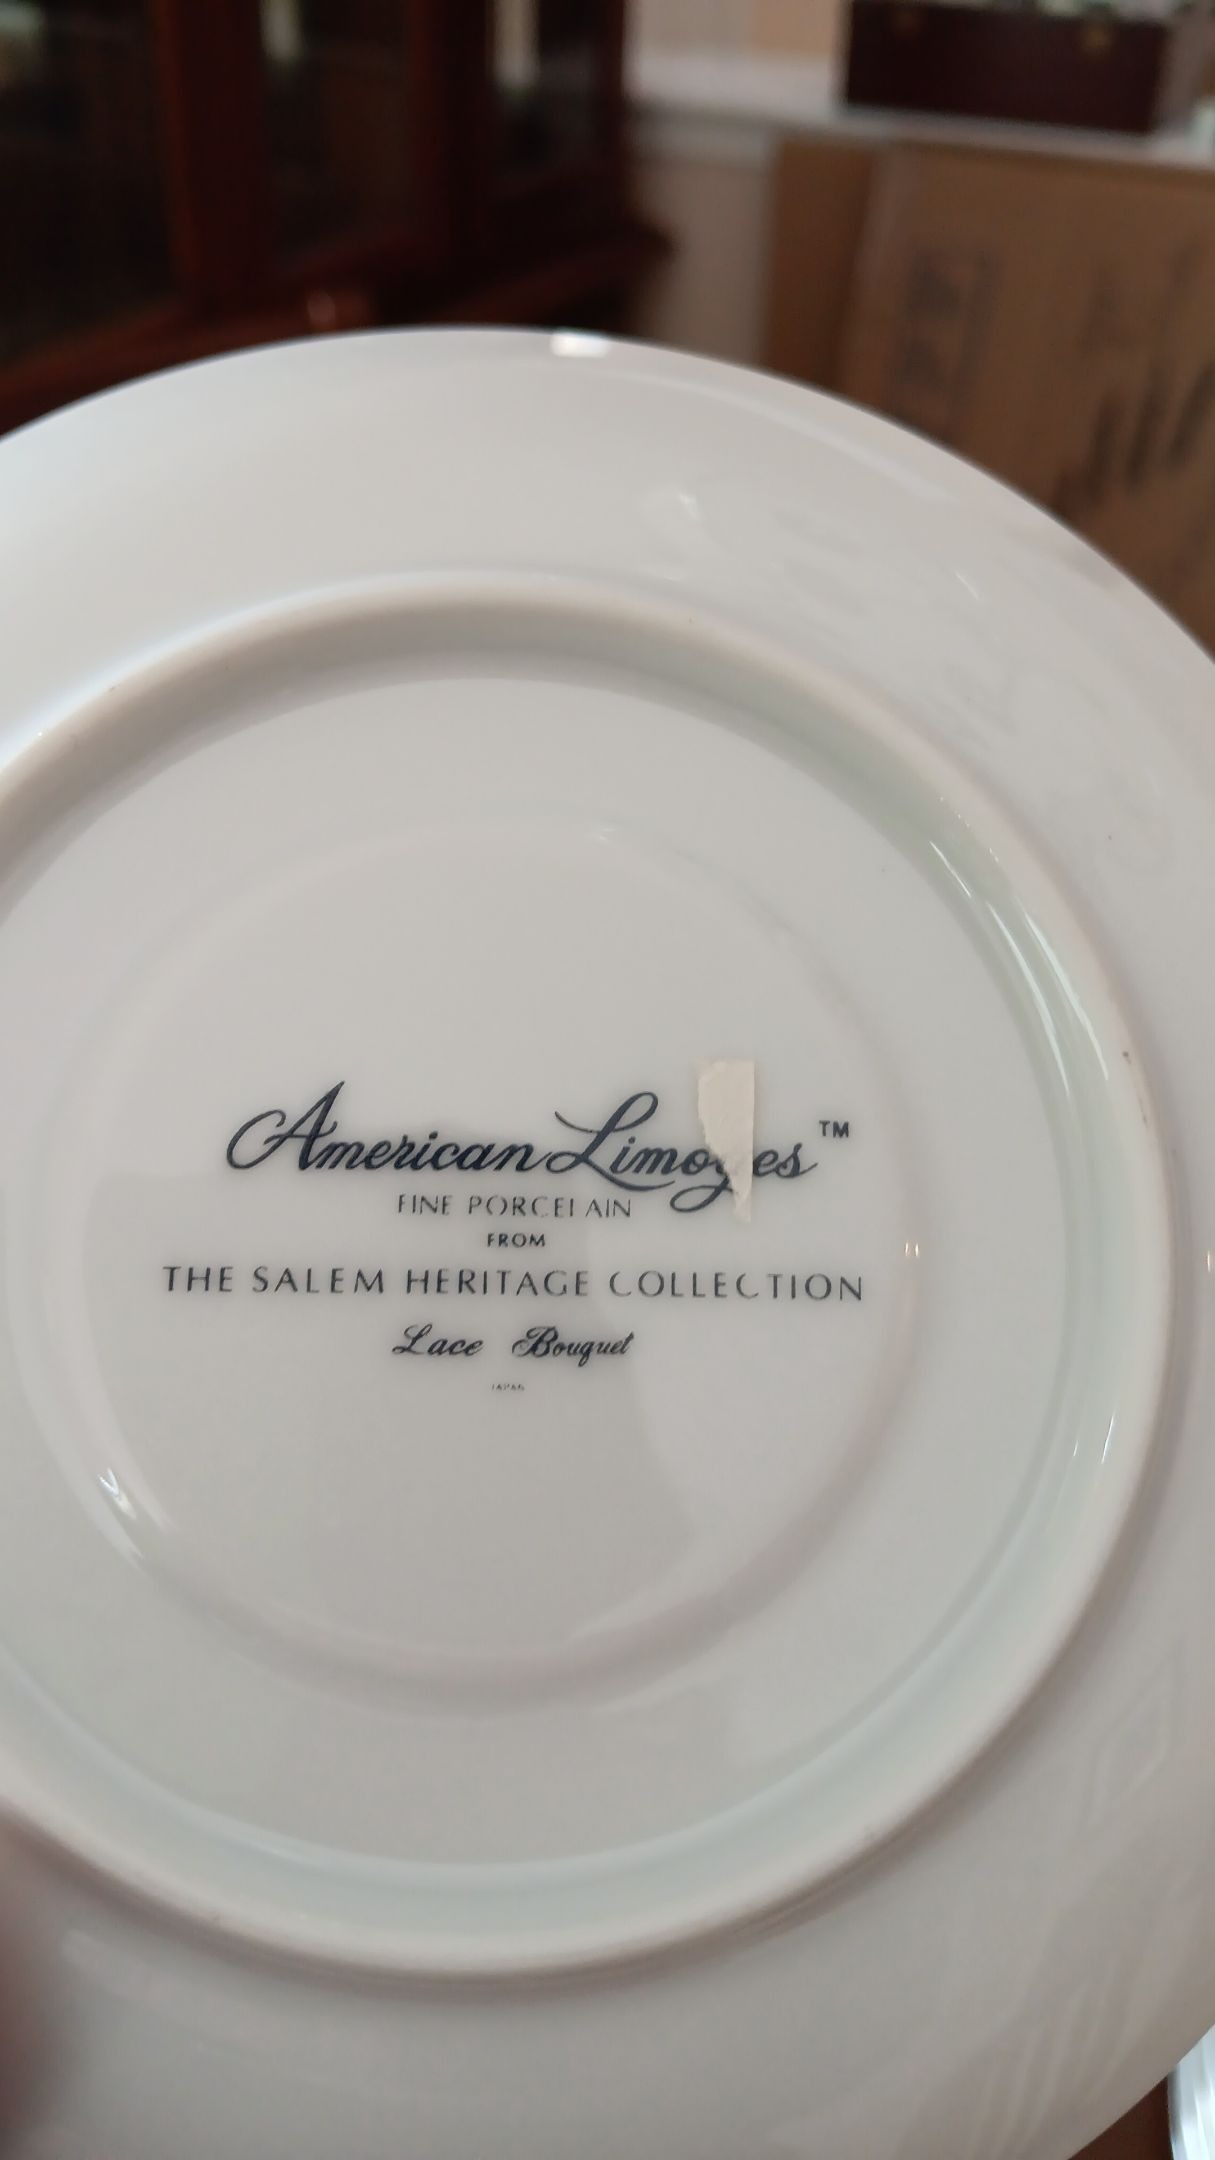 American Limoges™
FINE PORCELAIN
FROM
THE SALEM HERITAGE COLLECTION
Lace Bouquet
JAPAN